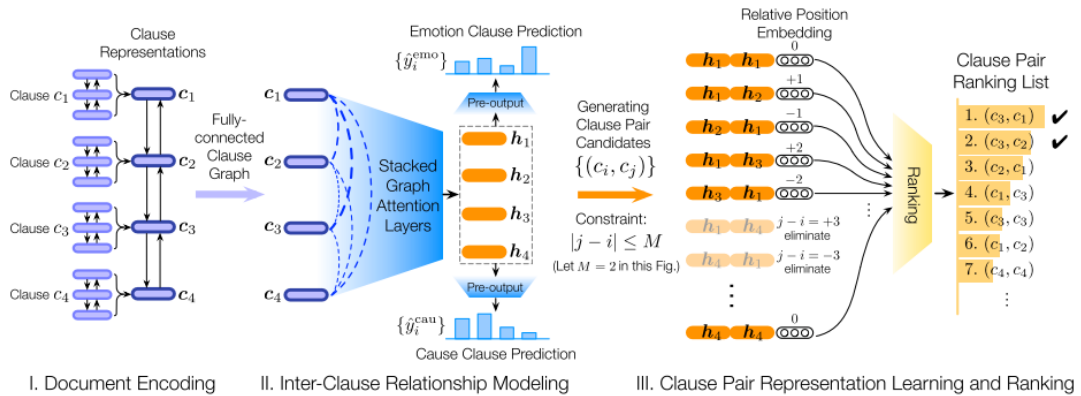 Clause
Representations
Clause c₁
Clause c₂
Clause c₃
Clause c₄
c₁
c₂
c₃
c₄
Fully-
connected
Clause
Graph
I. Document Encoding
c₁
c₂
c₃
c₄
Stacked
Graph
Attention
Layers
Emotion Clause Prediction
{ŷᵢᵉᵐᵒ}
Pre-output
h₁
h₂
h₃
h₄
Pre-output
{ŷᵢᶜᵃᵘ}
Cause Clause Prediction
II. Inter-Clause Relationship Modeling
Generating
Clause Pair
Candidates
{(cᵢ, cⱼ)}
Constraint:
|j − i| ≤ M
(Let M = 2 in this Fig.)
Relative Position
Embedding
h₁ h₁ 0
h₁ h₂ +1
h₂ h₁ −1
h₁ h₃ +2
h₃ h₁ −2
h₁ h₄ j − i = +3
eliminate
h₄ h₁ j − i = −3
eliminate
h₄ h₄ 0
Ranking
Clause Pair
Ranking List
1. (c₃, c₁) ✔
2. (c₃, c₂) ✔
3. (c₂, c₁)
4. (c₁, c₃)
5. (c₃, c₃)
6. (c₁, c₂)
7. (c₄, c₄)
III. Clause Pair Representation Learning and Ranking